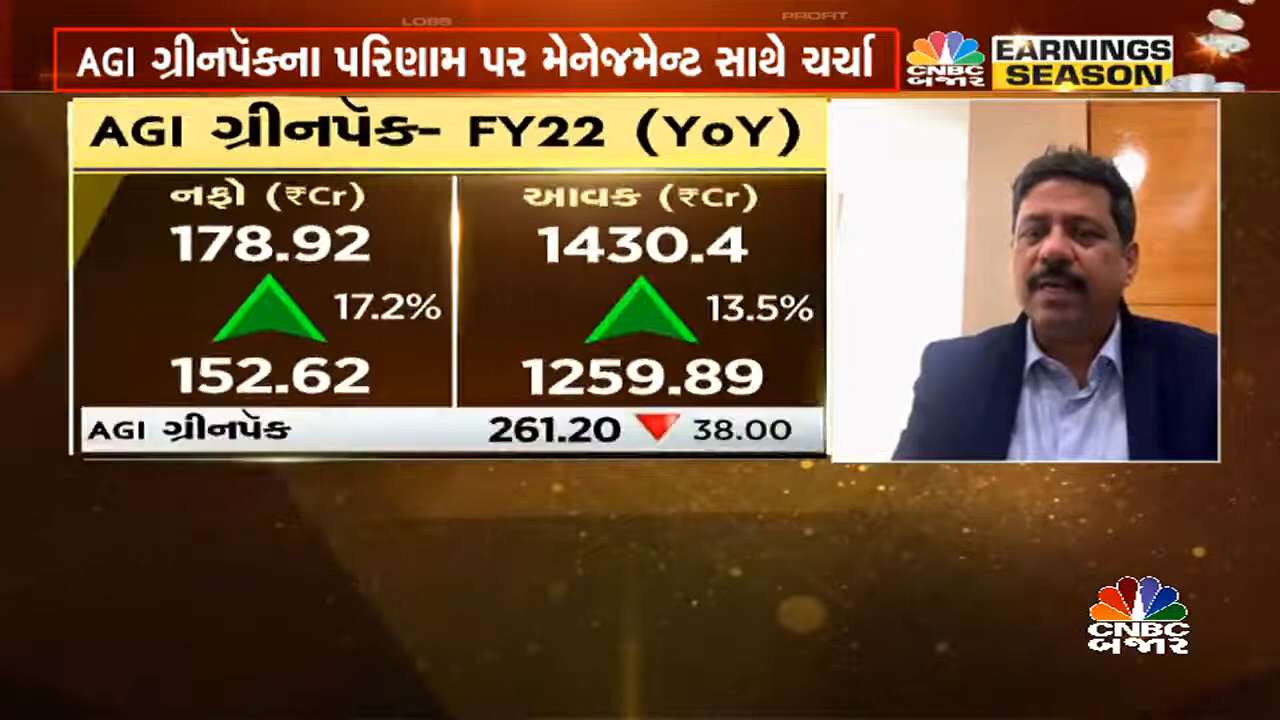 LOSS
PROFIT
AGI ગ્રીનપૅકના પરિણામ પર મેનેજમેન્ટ સાથે ચર્ચા
CNBC
બજાર
EARNINGS
SEASON
AGI ગ્રીનપૅક- FY22 (YoY)
નફો (₹Cr)
આવક (₹Cr)
178.92
1430.4
17.2%
13.5%
152.62
1259.89
AGI ગ્રીનપૅક 261.20 38.00
CNBC
બજાર